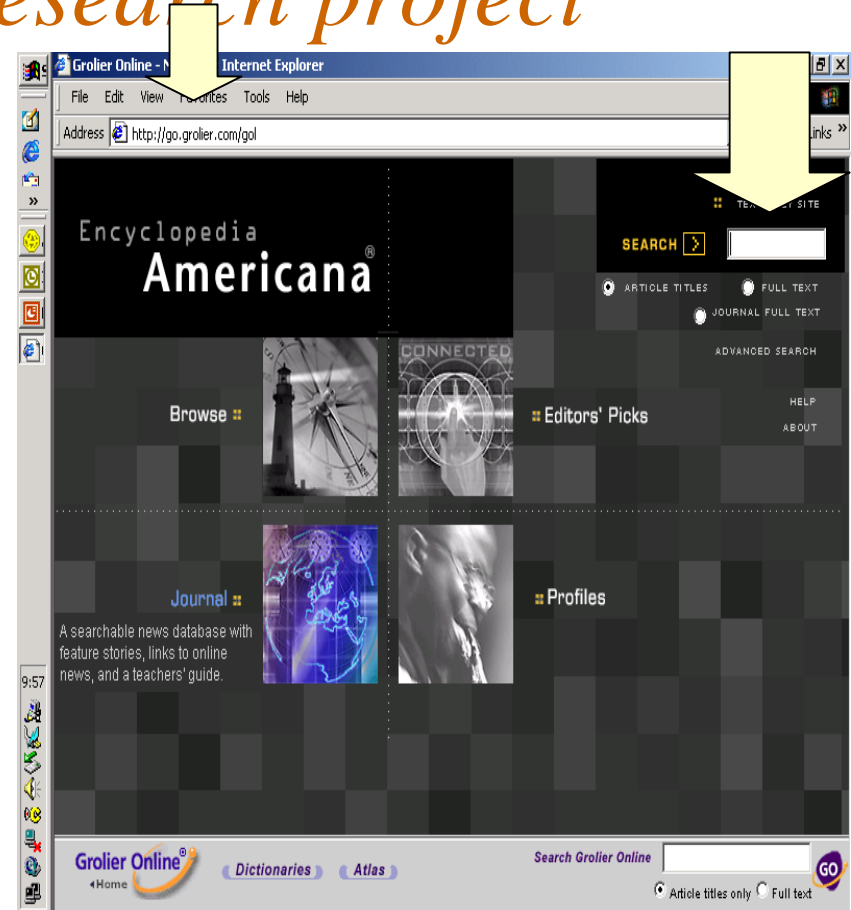 esearch project
Grolier Online - N Internet Explorer
File Edit View Favorites Tools Help
Address http://go.grolier.com/gol
inks »
SITE
Encyclopedia
Americana®
SEARCH >
ARTICLE TITLES FULL TEXT
JOURNAL FULL TEXT
ADVANCED SEARCH
CONNECTED
HELP
ABOUT
Browse
Editors' Picks
Journal
A searchable news database with
feature stories, links to online
news, and a teachers' guide.
Profiles
9:57
Grolier Online®
Home
Dictionaries
Atlas
Search Grolier Online
GO
Article titles only Full text